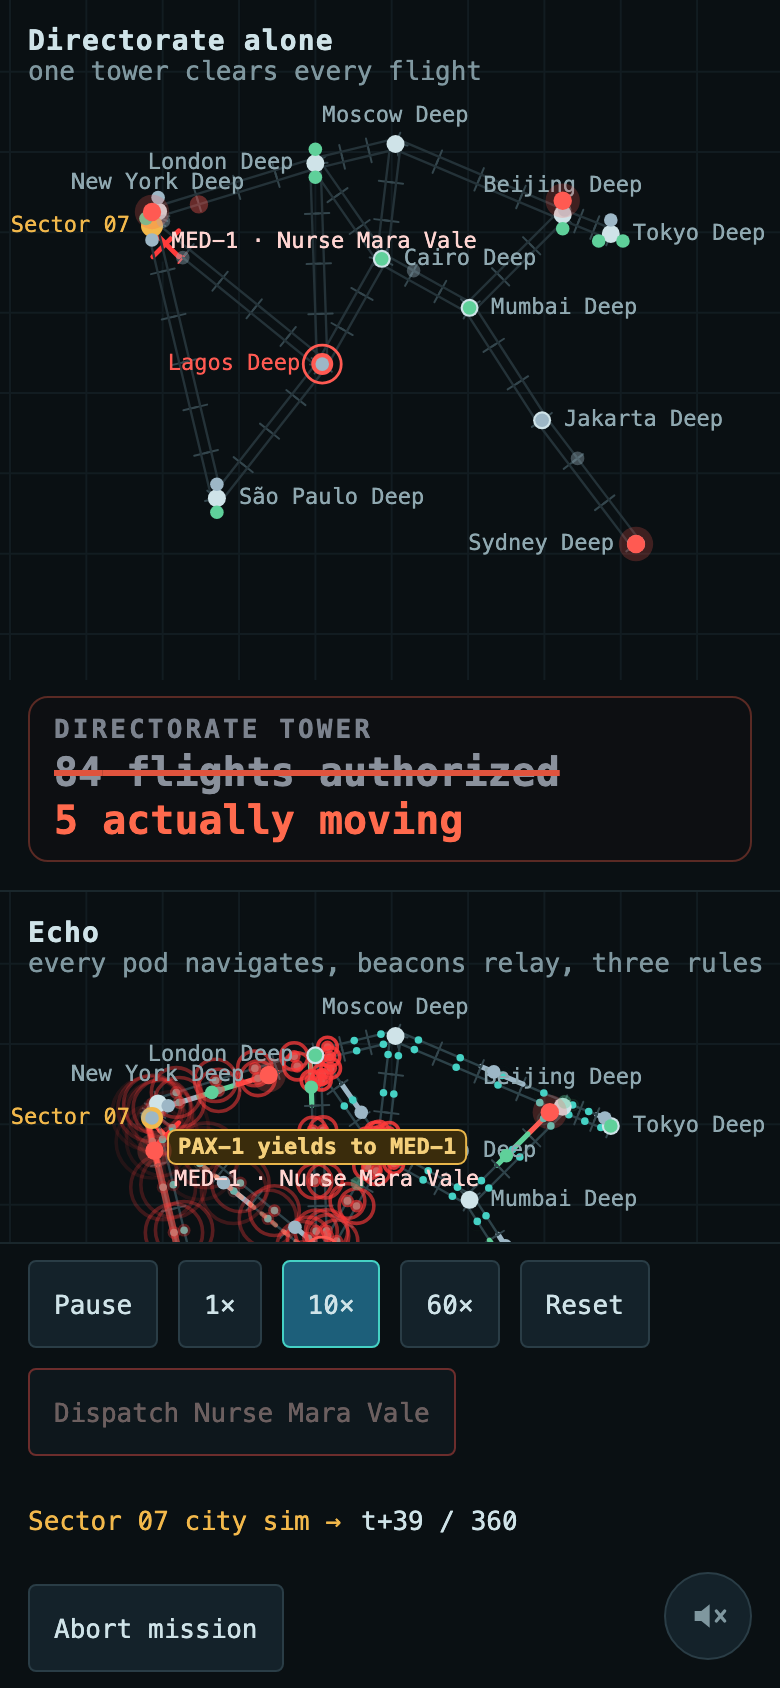 Directorate alone
one tower clears every flight
Moscow Deep
London Deep
New York Deep
Beijing Deep
Sector 07
Tokyo Deep
MED-1 · Nurse Mara Vale
Cairo Deep
Mumbai Deep
Lagos Deep
Jakarta Deep
São Paulo Deep
Sydney Deep
DIRECTORATE TOWER
84 flights authorized
5 actually moving
Echo
every pod navigates, beacons relay, three rules
Moscow Deep
London Deep
New York Deep
Beijing Deep
Sector 07
Tokyo Deep
PAX-1 yields to MED-1
Deep
MED-1 · Nurse Mara Vale
Mumbai Deep
Pause
1×
10×
60×
Reset
Dispatch Nurse Mara Vale
Sector 07 city sim → t+39 / 360
Abort mission